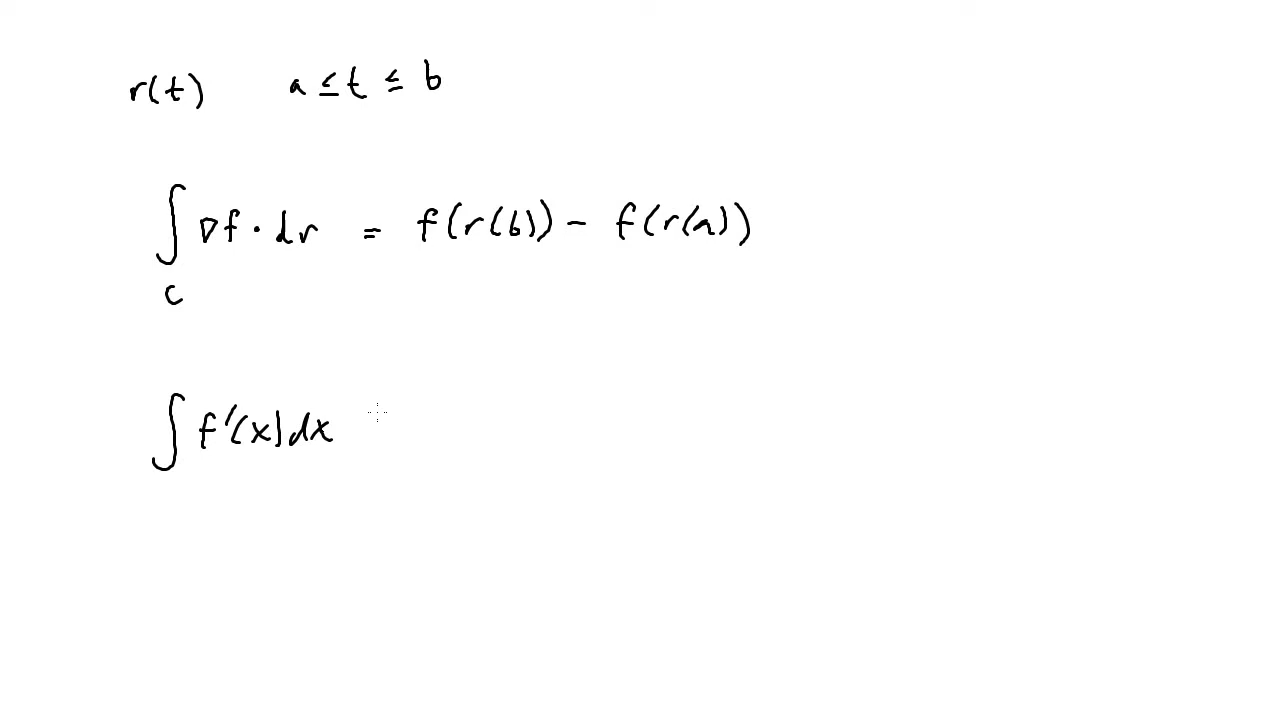 r(t) a ≤ t ≤ b
∫ ∇f · dr = f(r(b)) − f(r(a))
C
∫ f'(x)dx